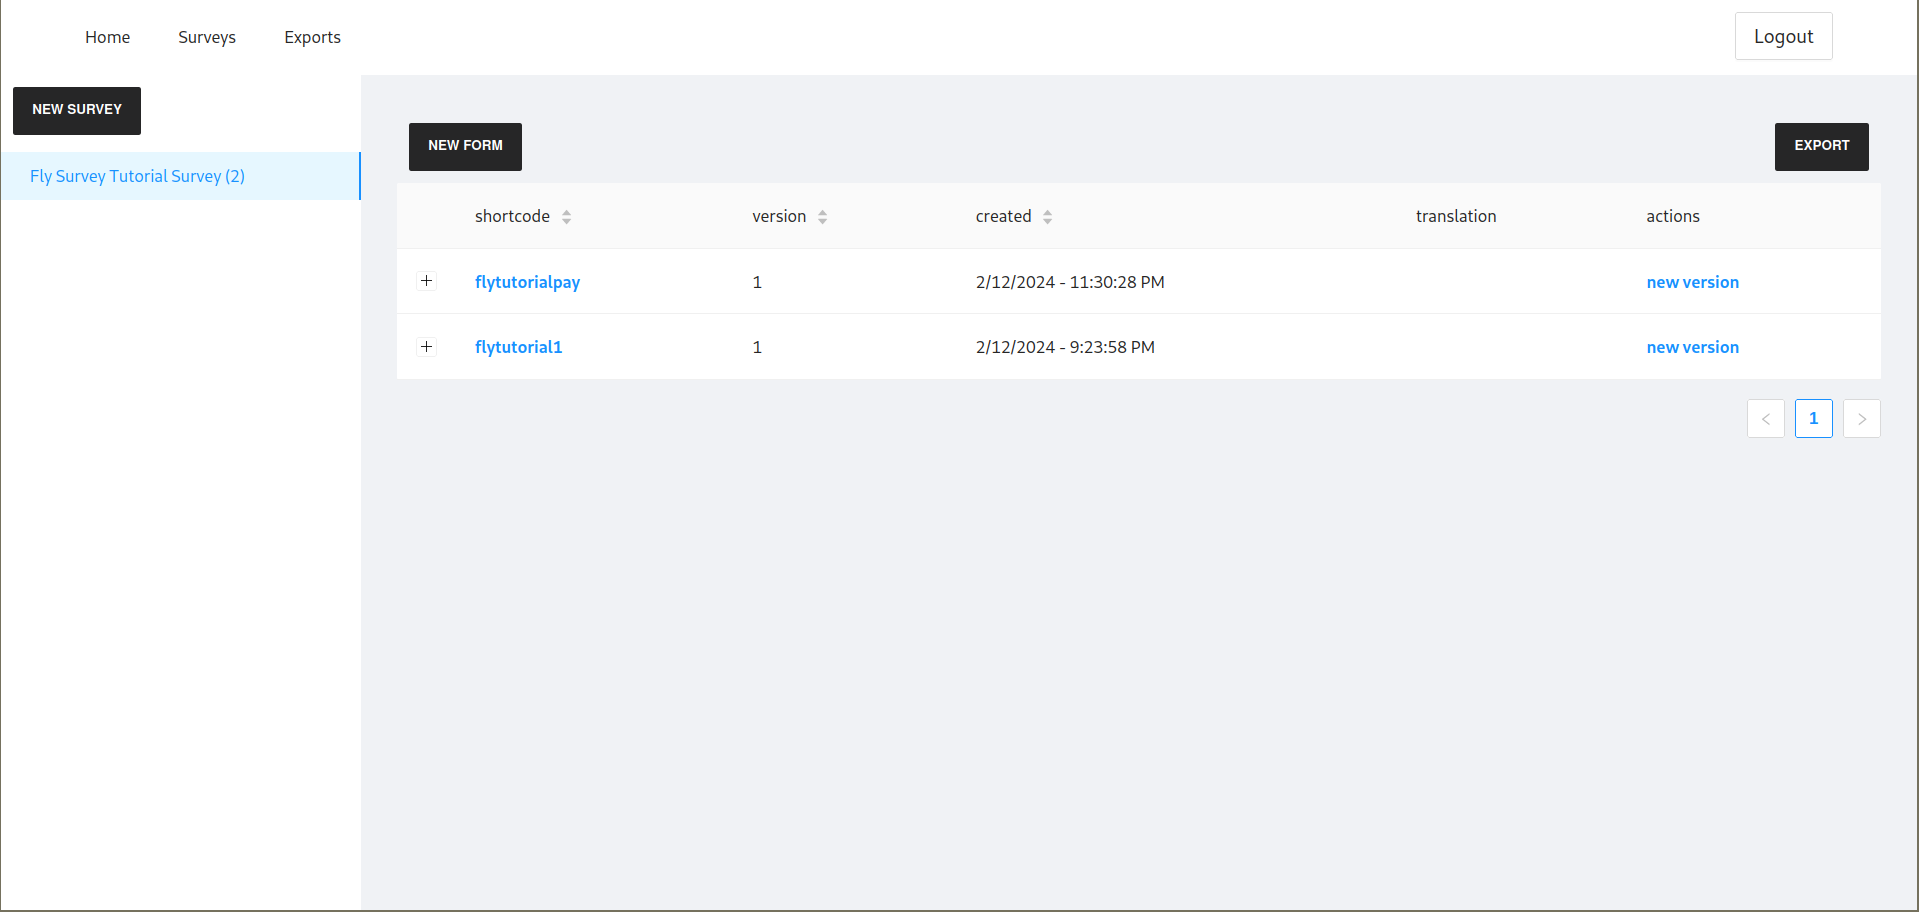 Home Surveys Exports Logout
NEW SURVEY
Fly Survey Tutorial Survey (2)
NEW FORM EXPORT
shortcode version created translation actions
flytutorialpay 1 2/12/2024 - 11:30:28 PM new version
flytutorial1 1 2/12/2024 - 9:23:58 PM new version
< 1 >